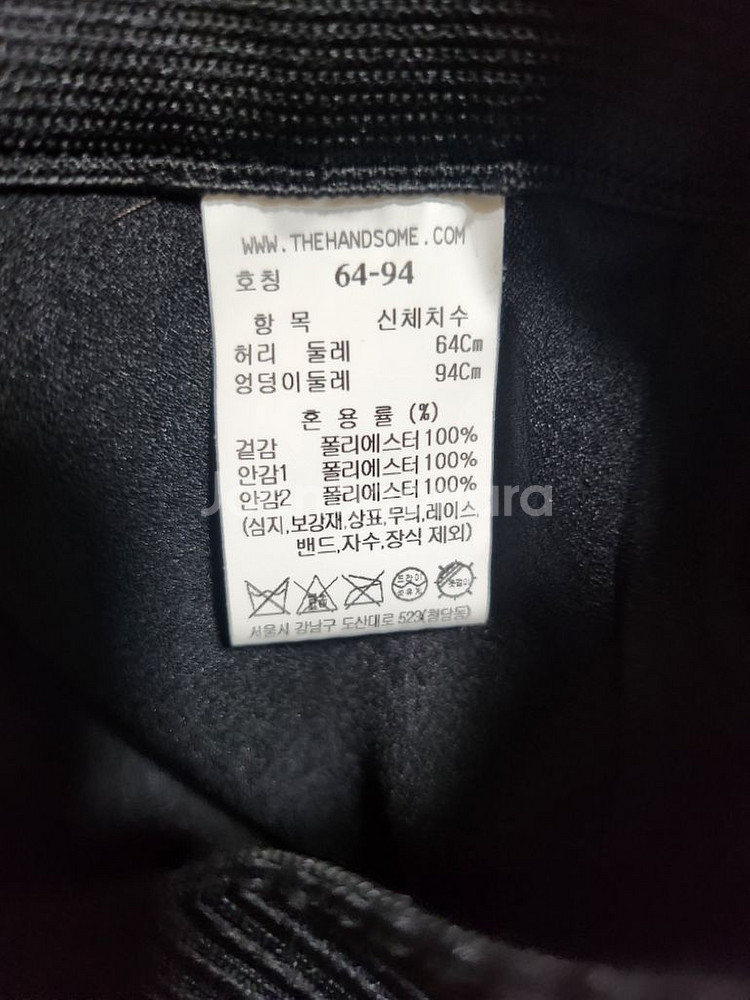 WWW.THEHANDSOME.COM
호칭 64-94
항 목 신체치수
허리 둘레 64Cm
엉덩이둘레 94Cm
혼 용 률 (%)
겉감 폴리에스터 100%
안감1 폴리에스터 100%
안감2 폴리에스터 100%
(심지,보강재,상표,무늬,레이스,
밴드,자수,장식 제외)
드라이
서울시 강남구 도산대로 523(청담동)